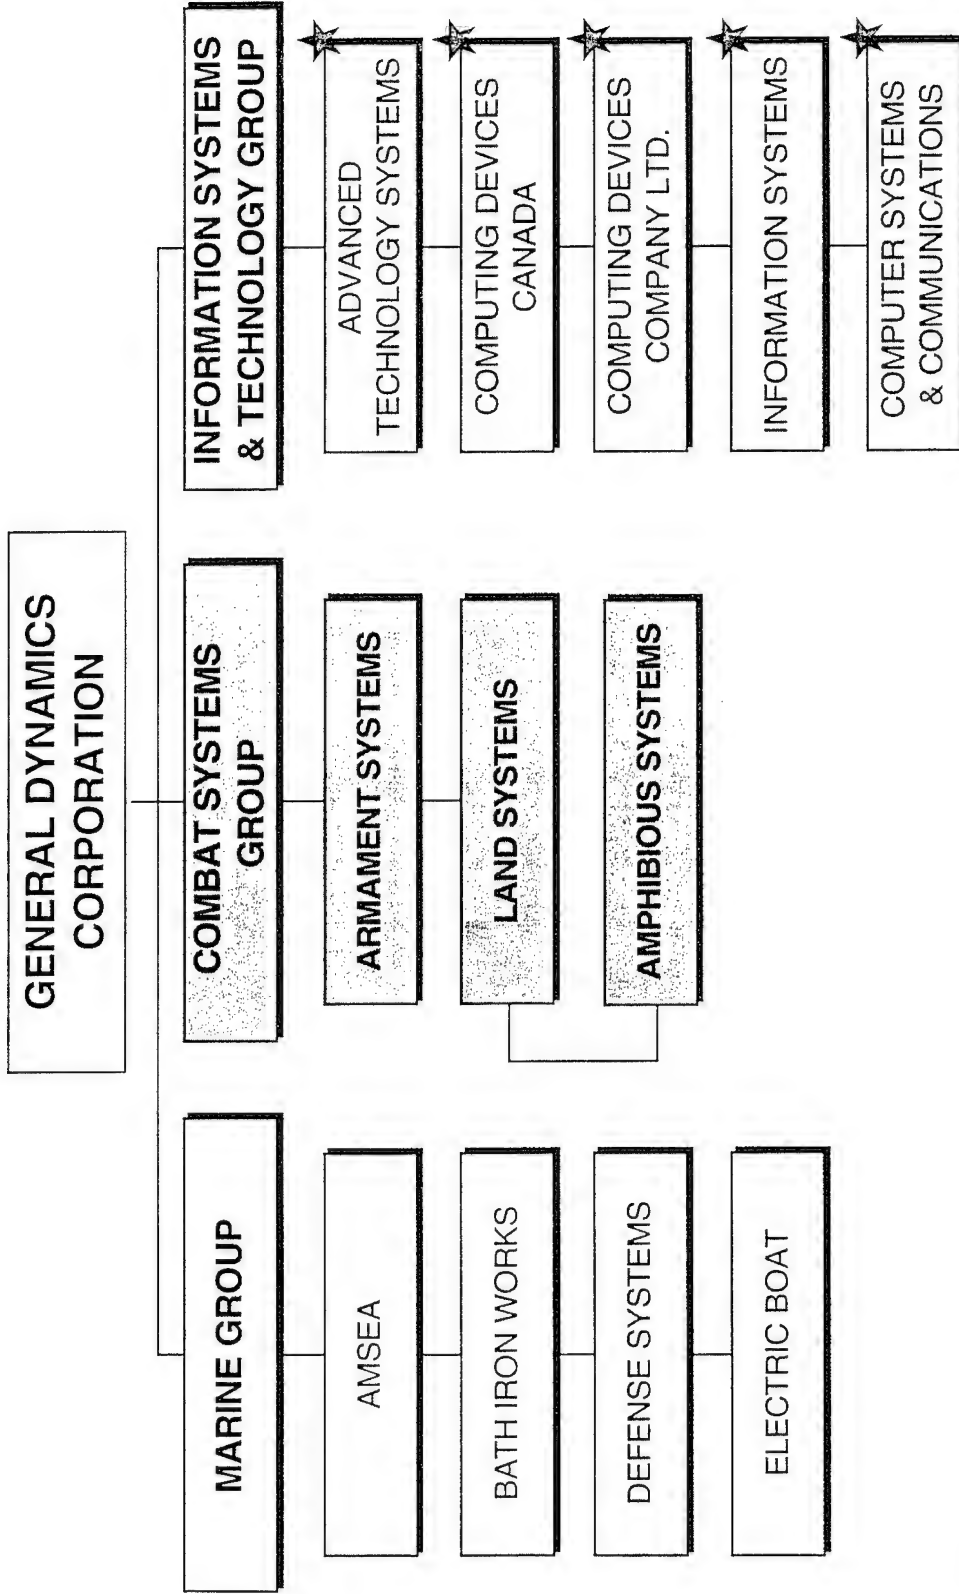 GENERAL DYNAMICS
CORPORATION
MARINE GROUP
AMSEA
BATH IRON WORKS
DEFENSE SYSTEMS
ELECTRIC BOAT
COMBAT SYSTEMS
GROUP
ARMAMENT SYSTEMS
LAND SYSTEMS
AMPHIBIOUS SYSTEMS
INFORMATION SYSTEMS
& TECHNOLOGY GROUP
ADVANCED
TECHNOLOGY SYSTEMS
COMPUTING DEVICES
CANADA
COMPUTING DEVICES
COMPANY LTD.
INFORMATION SYSTEMS
COMPUTER SYSTEMS
& COMMUNICATIONS